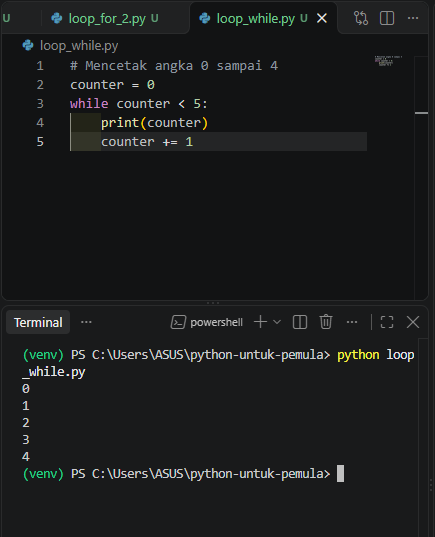 U loop_for_2.py U loop_while.py U
loop_while.py
1 # Mencetak angka 0 sampai 4
2 counter = 0
3 while counter < 5:
4     print(counter)
5     counter += 1
Terminal powershell
(venv) PS C:\Users\ASUS\python-untuk-pemula> python loop
_while.py
0
1
2
3
4
(venv) PS C:\Users\ASUS\python-untuk-pemula>